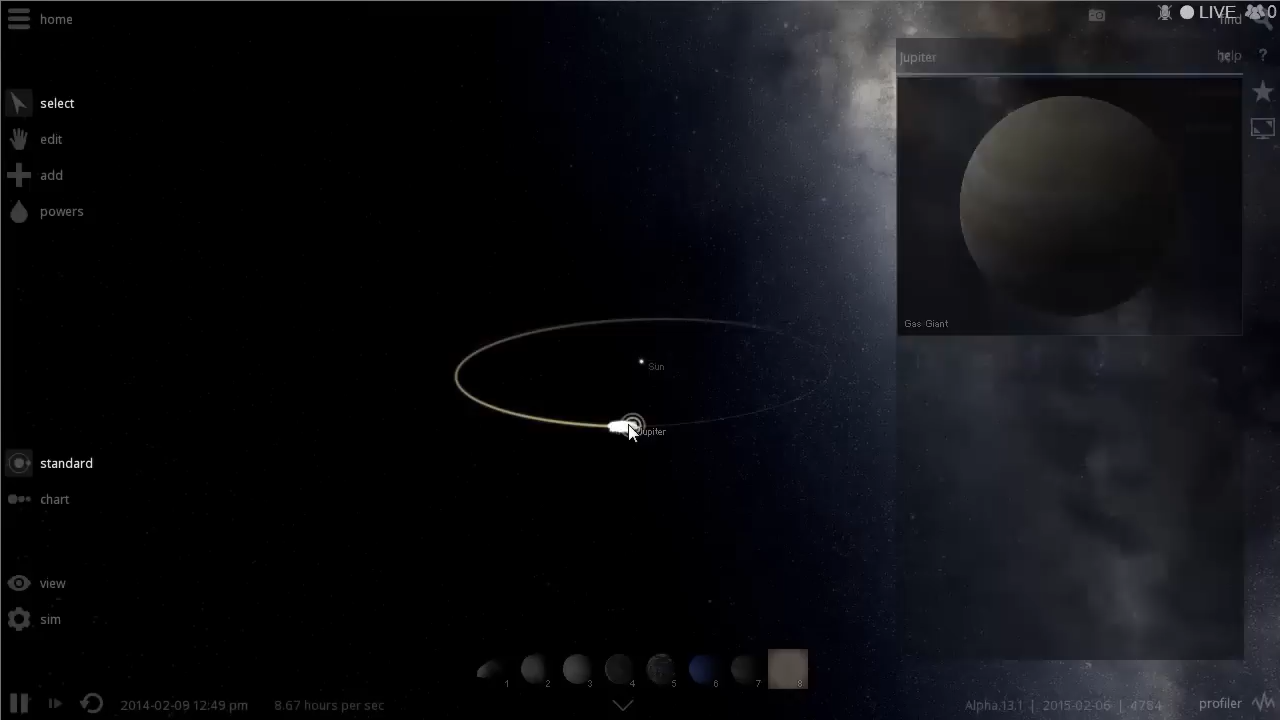 home
LIVE 0
find
select
edit
add
powers
Jupiter
help ?
Gas Giant
Sun
Jupiter
standard
chart
view
sim
1 2 3 4 5 6 7 8
2014-02-09 12:49 pm 8.67 hours per sec
Alpha.13.1 | 2015-02-06 | 4784
profiler